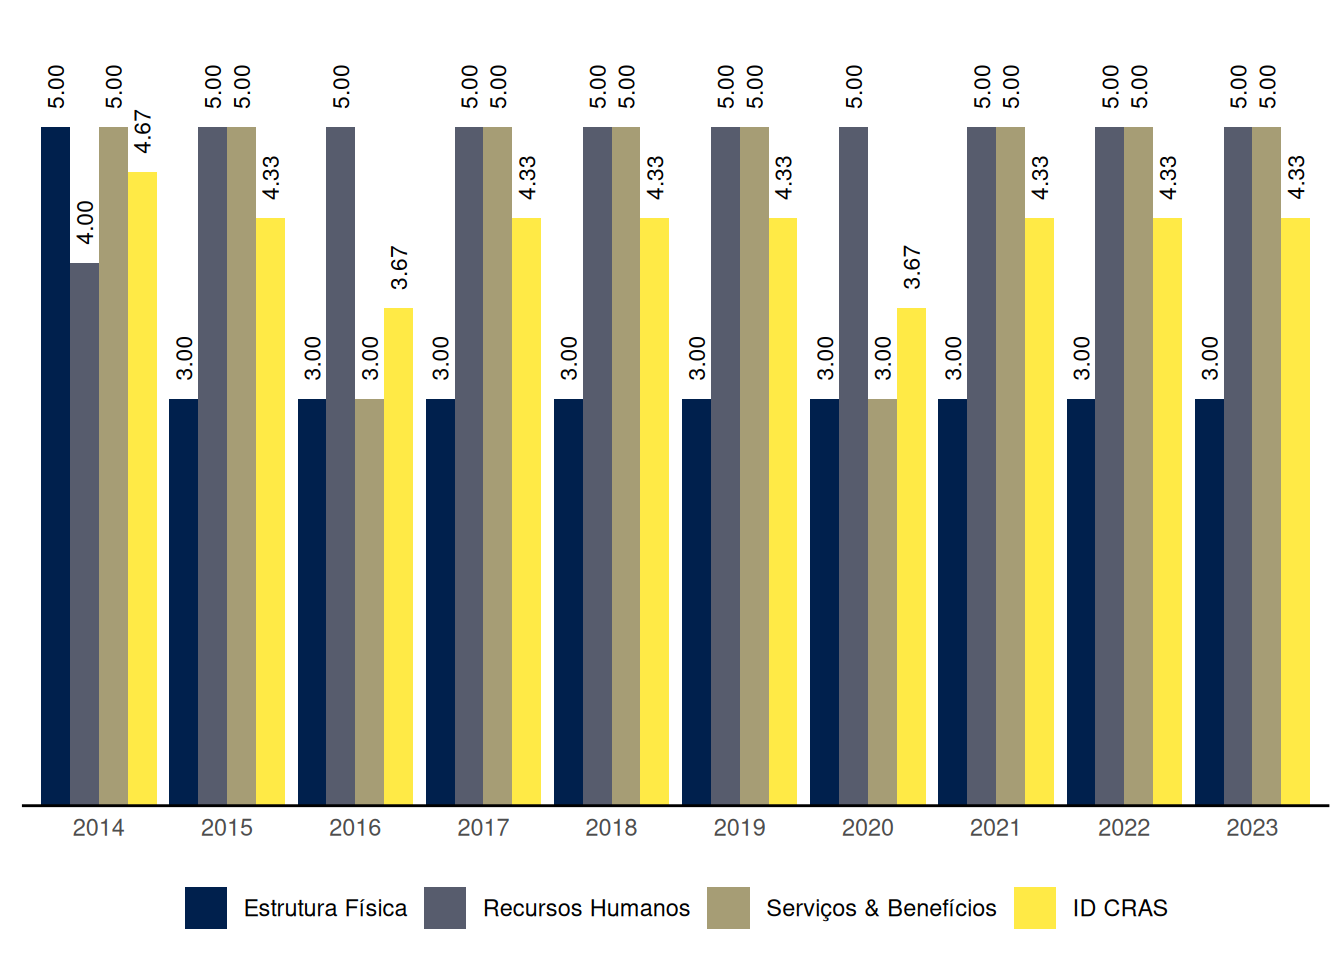 5.00 4.00 5.00 4.67 3.00 5.00 5.00 4.33 3.00 5.00 3.00 3.67 3.00 5.00 5.00 4.33 3.00 5.00 5.00 4.33 3.00 5.00 5.00 4.33 3.00 5.00 3.00 3.67 3.00 5.00 5.00 4.33 3.00 5.00 5.00 4.33 3.00 5.00 5.00 4.33
2014 2015 2016 2017 2018 2019 2020 2021 2022 2023
Estrutura Física Recursos Humanos Serviços & Benefícios ID CRAS